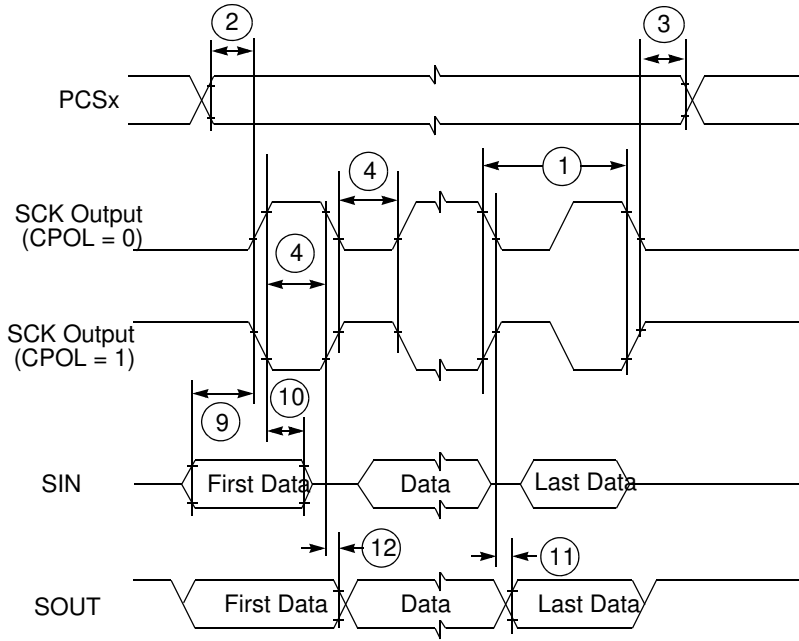 2
3
PCSx
4
1
SCK Output
(CPOL = 0)
4
SCK Output
(CPOL = 1)
10
9
SIN
First Data
Data
Last Data
12
11
SOUT
First Data
Data
Last Data